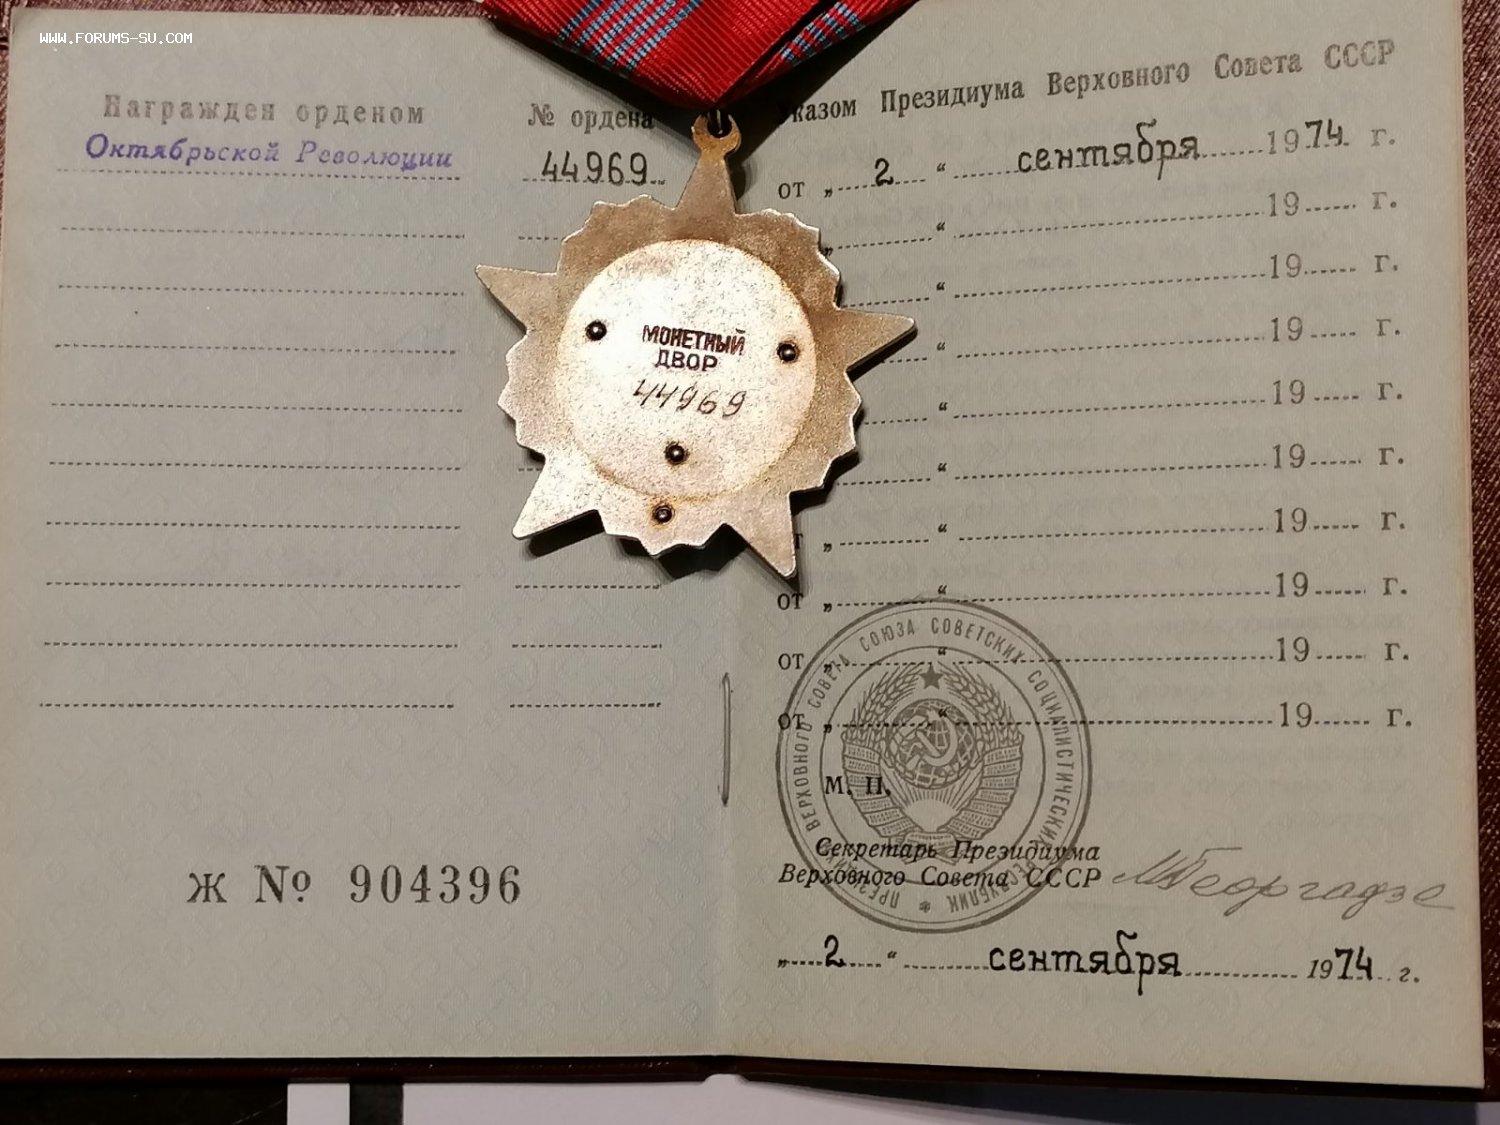 WWW.FORUMS-SU.COM
Награжден орденом
Октябрьской Революции
№ ордена
44969
Указом Президиума Верховного Совета СССР
от „ 2 “ сентября 1974 г.
„ “ 19 г.
“ 19 г.
“ 19 г.
“ 19 г.
“ 19 г.
„ “ 19 г.
от „ “ 19 г.
от „ “ 19 г.
от „ “ 19 г.
МОНЕТНЫЙ
ДВОР
44969
М. П.
ПРЕЗИДИУМ ВЕРХОВНОГО СОВЕТА СОЮЗА СОВЕТСКИХ СОЦИАЛИСТИЧЕСКИХ РЕСПУБЛИК
Секретарь Президиума
Верховного Совета СССР
МГеоргадзе
Ж № 904396
„ 2 “ сентября 1974 г.